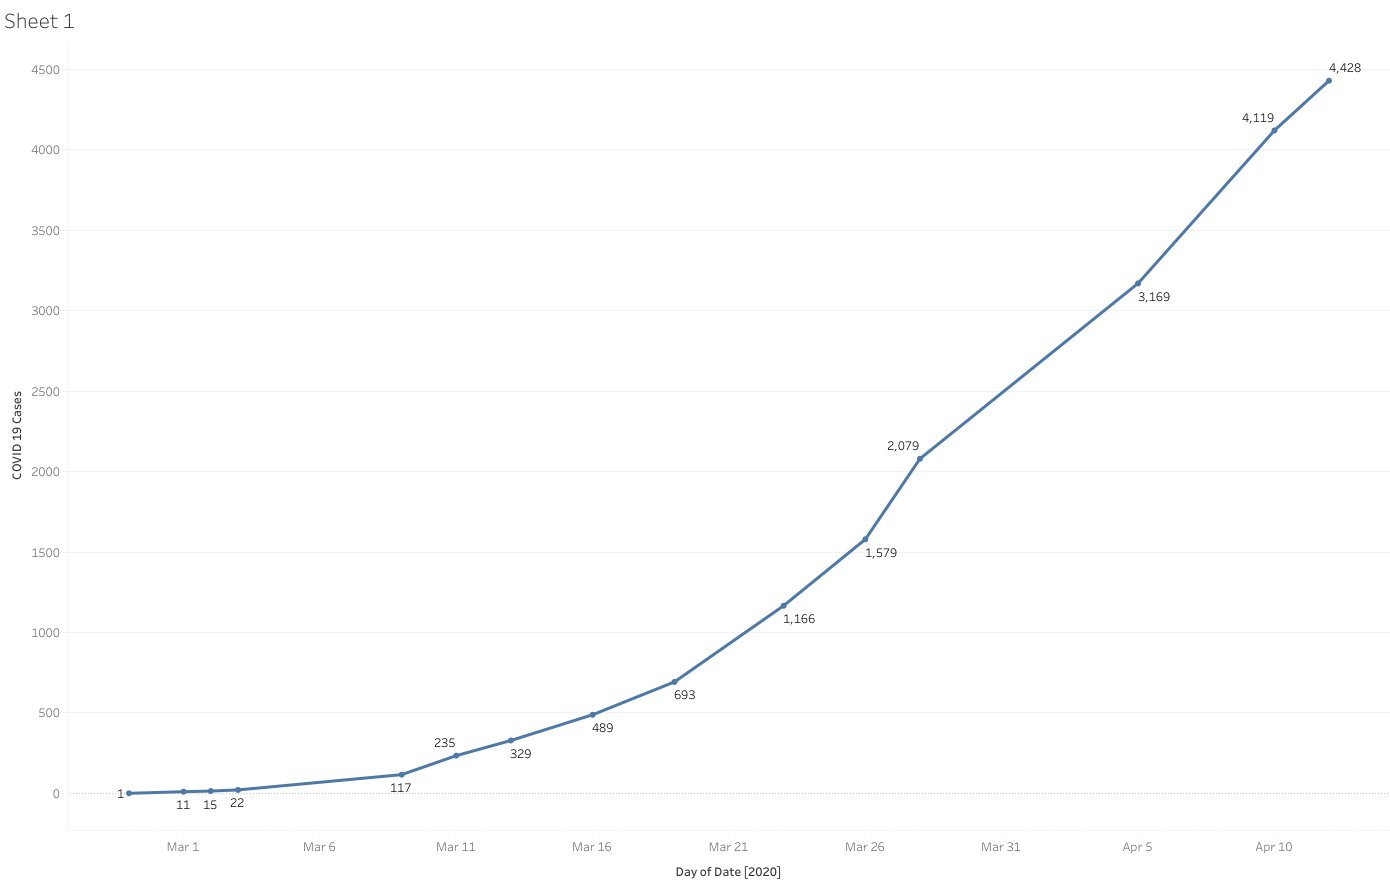 Sheet 1
4500
4000
3500
3000
2500
2000
1500
1000
500
0
COVID 19 Cases
1
11
15
22
117
235
329
489
693
1,166
1,579
2,079
3,169
4,119
4,428
Mar 1
Mar 6
Mar 11
Mar 16
Mar 21
Mar 26
Mar 31
Apr 5
Apr 10
Day of Date [2020]